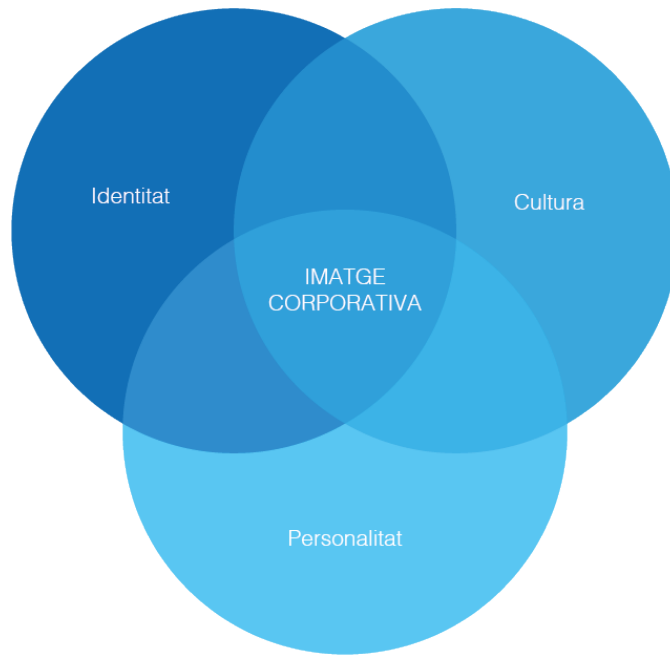 Identitat
Cultura
IMATGE
CORPORATIVA
Personalitat